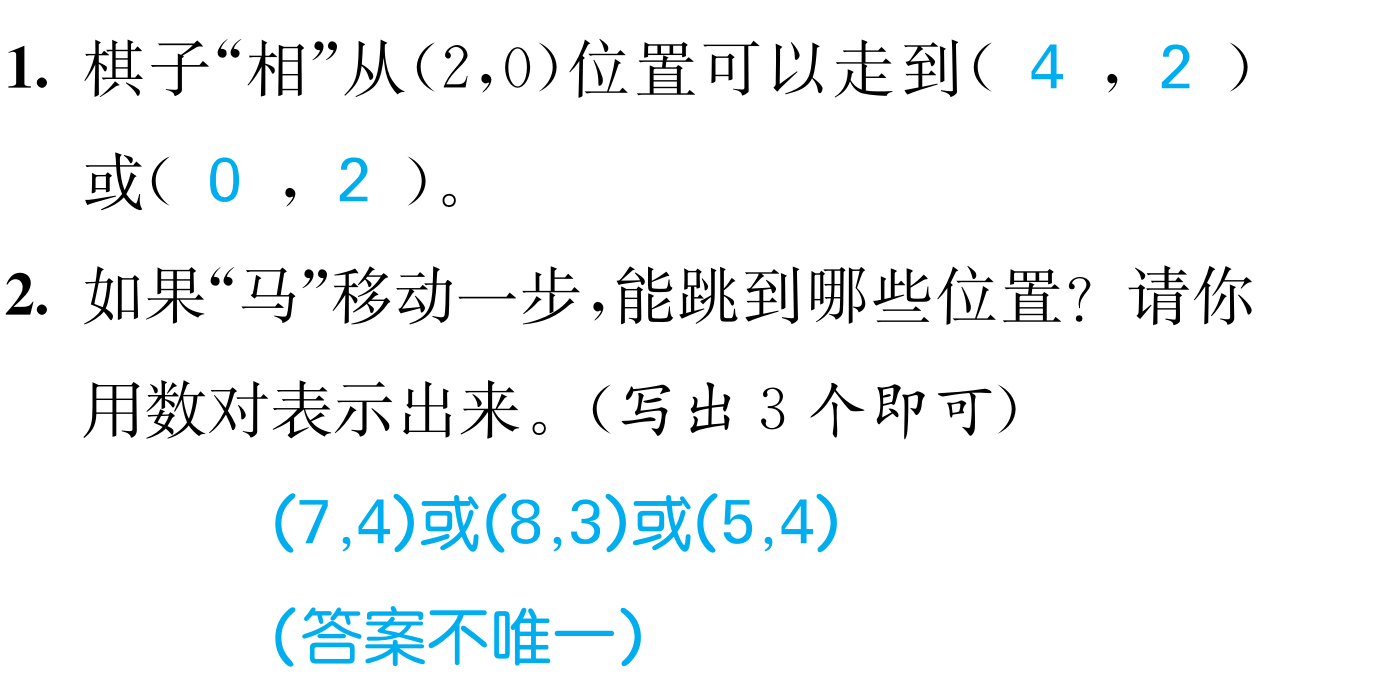 1. 棋子“相”从(2,0)位置可以走到( 4 , 2 )
或( 0 , 2 )。
2. 如果“马”移动一步,能跳到哪些位置？请你
用数对表示出来。(写出 3 个即可)
(7,4)或(8,3)或(5,4)
(答案不唯一)